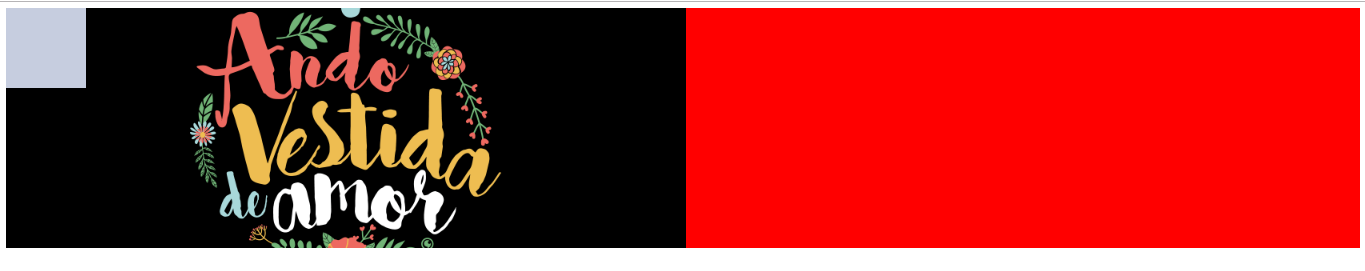 Ando
Vestida
de amor